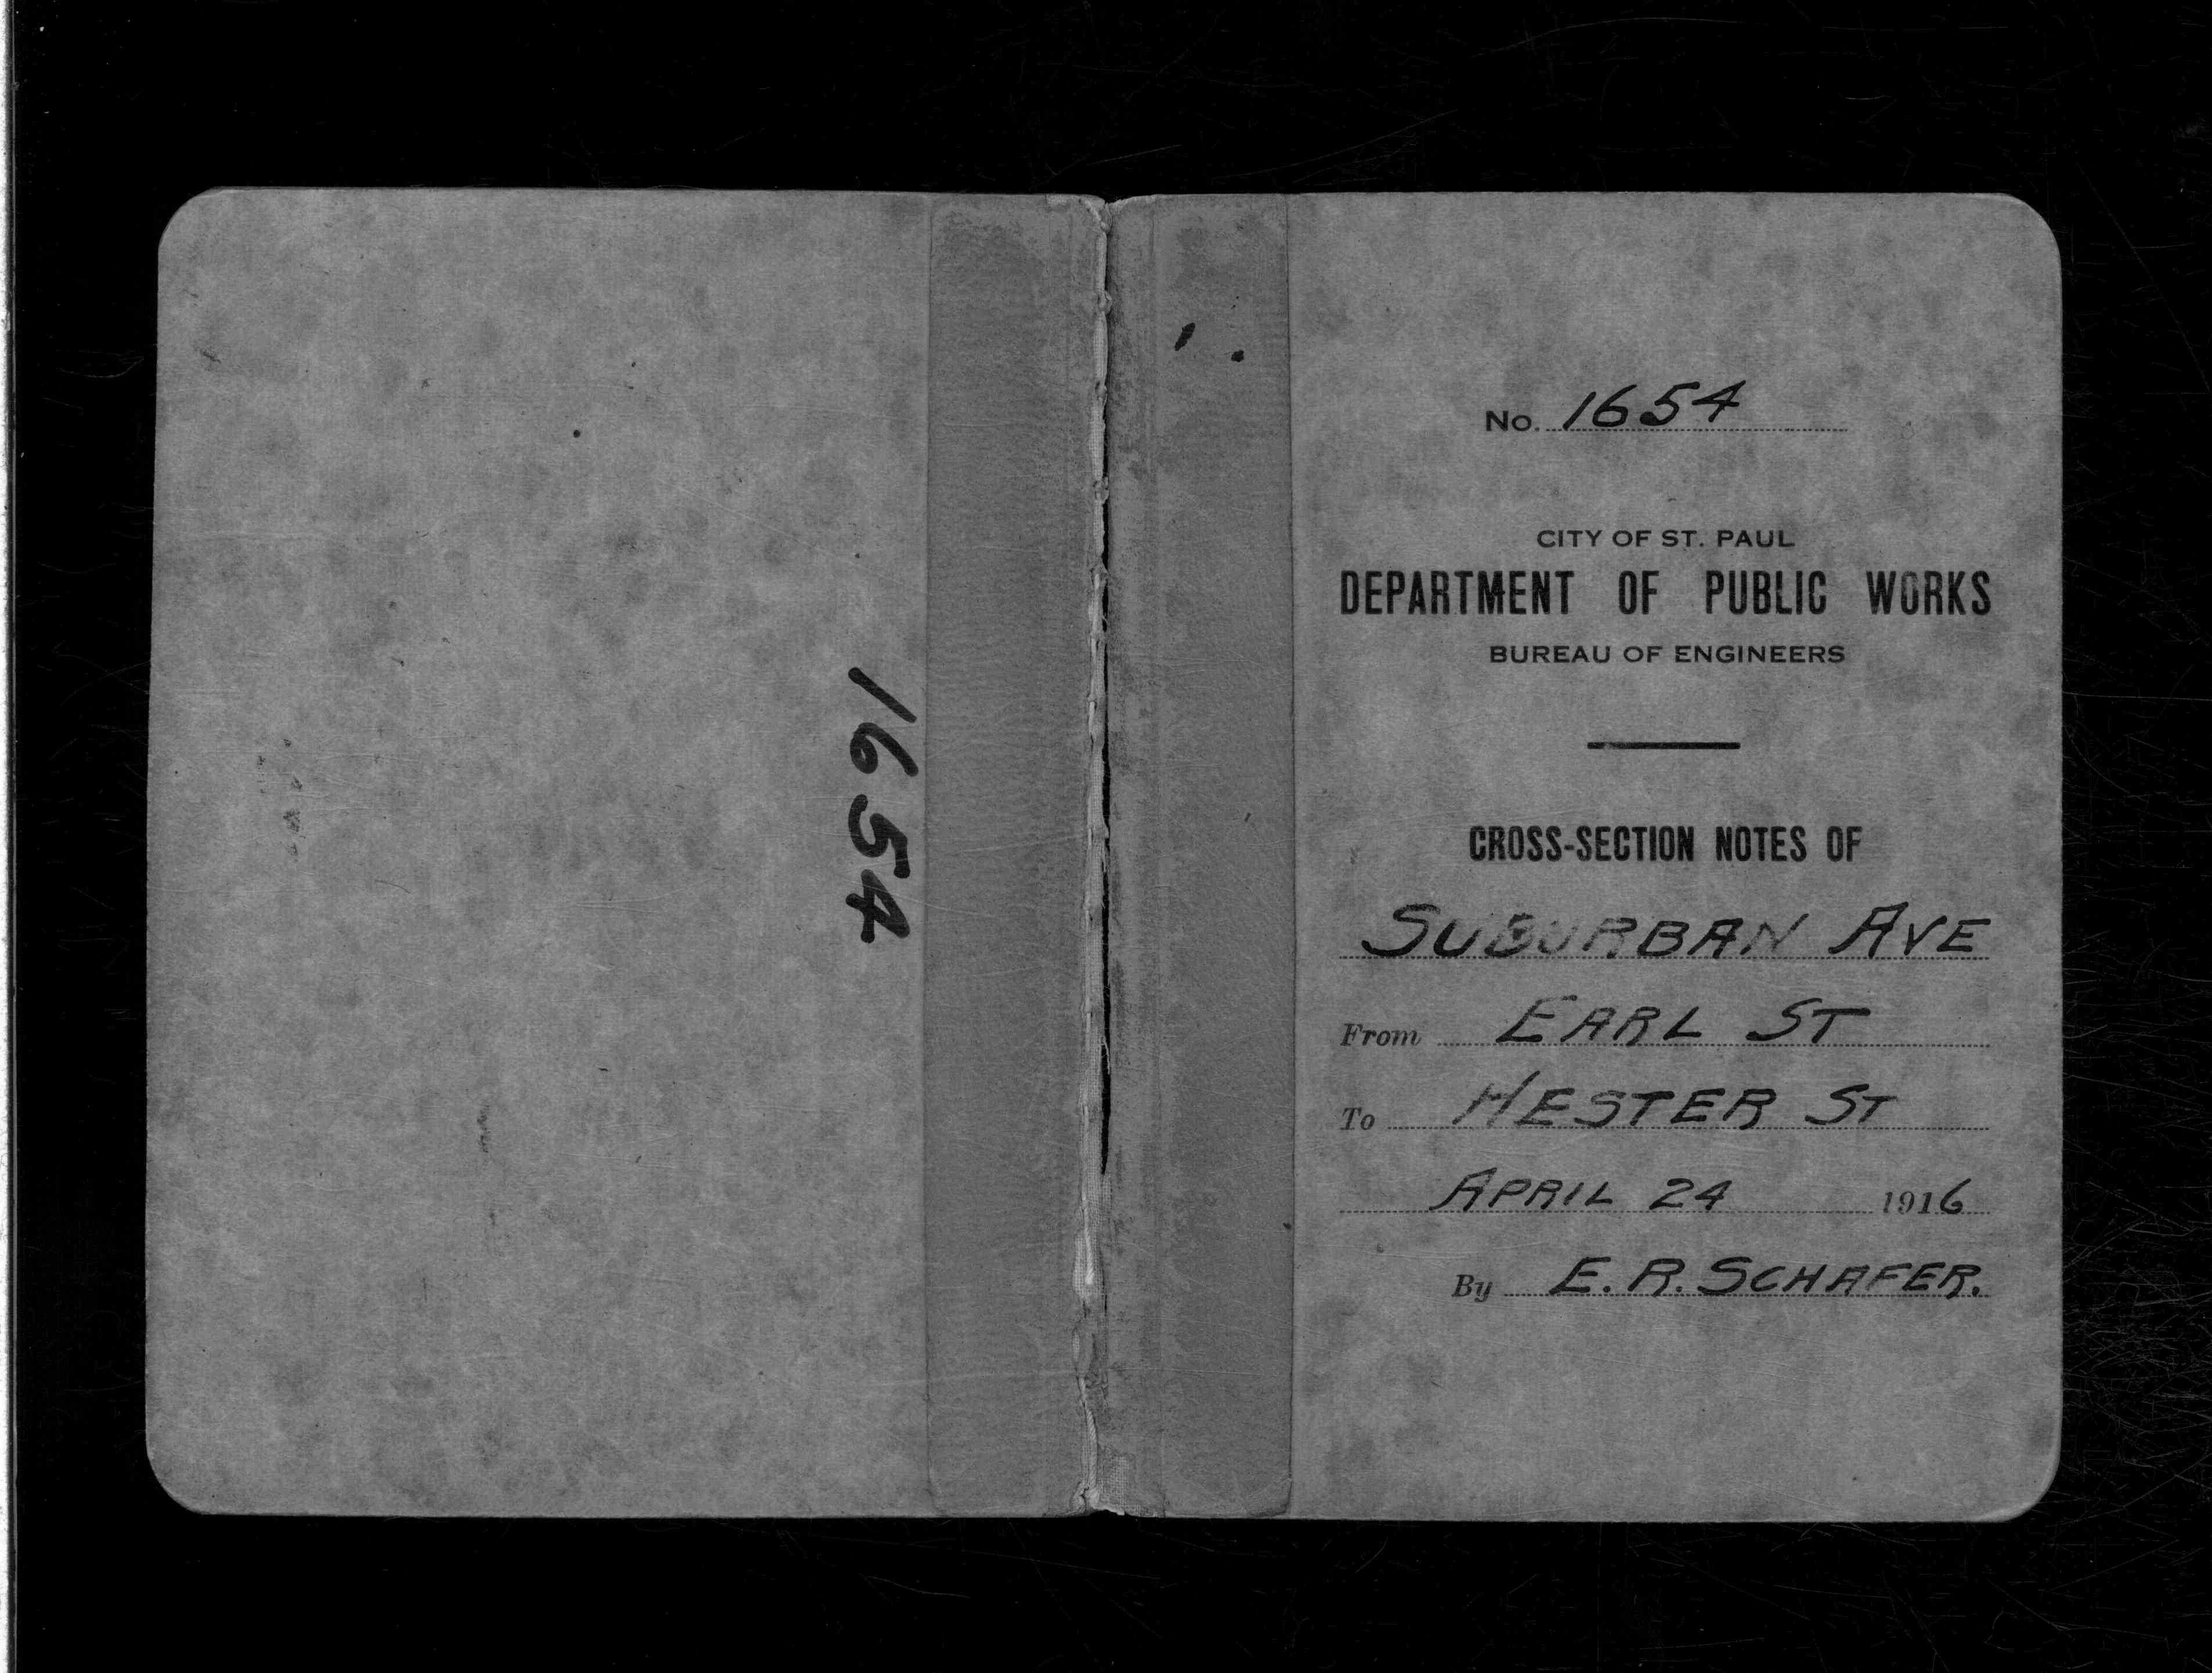 1654
No. 1654
CITY OF ST. PAUL
DEPARTMENT OF PUBLIC WORKS
BUREAU OF ENGINEERS
CROSS-SECTION NOTES OF
SUBURBAN AVE
From EARL ST
To HESTER ST
APRIL 24 1916
By E. R. SCHAFER.